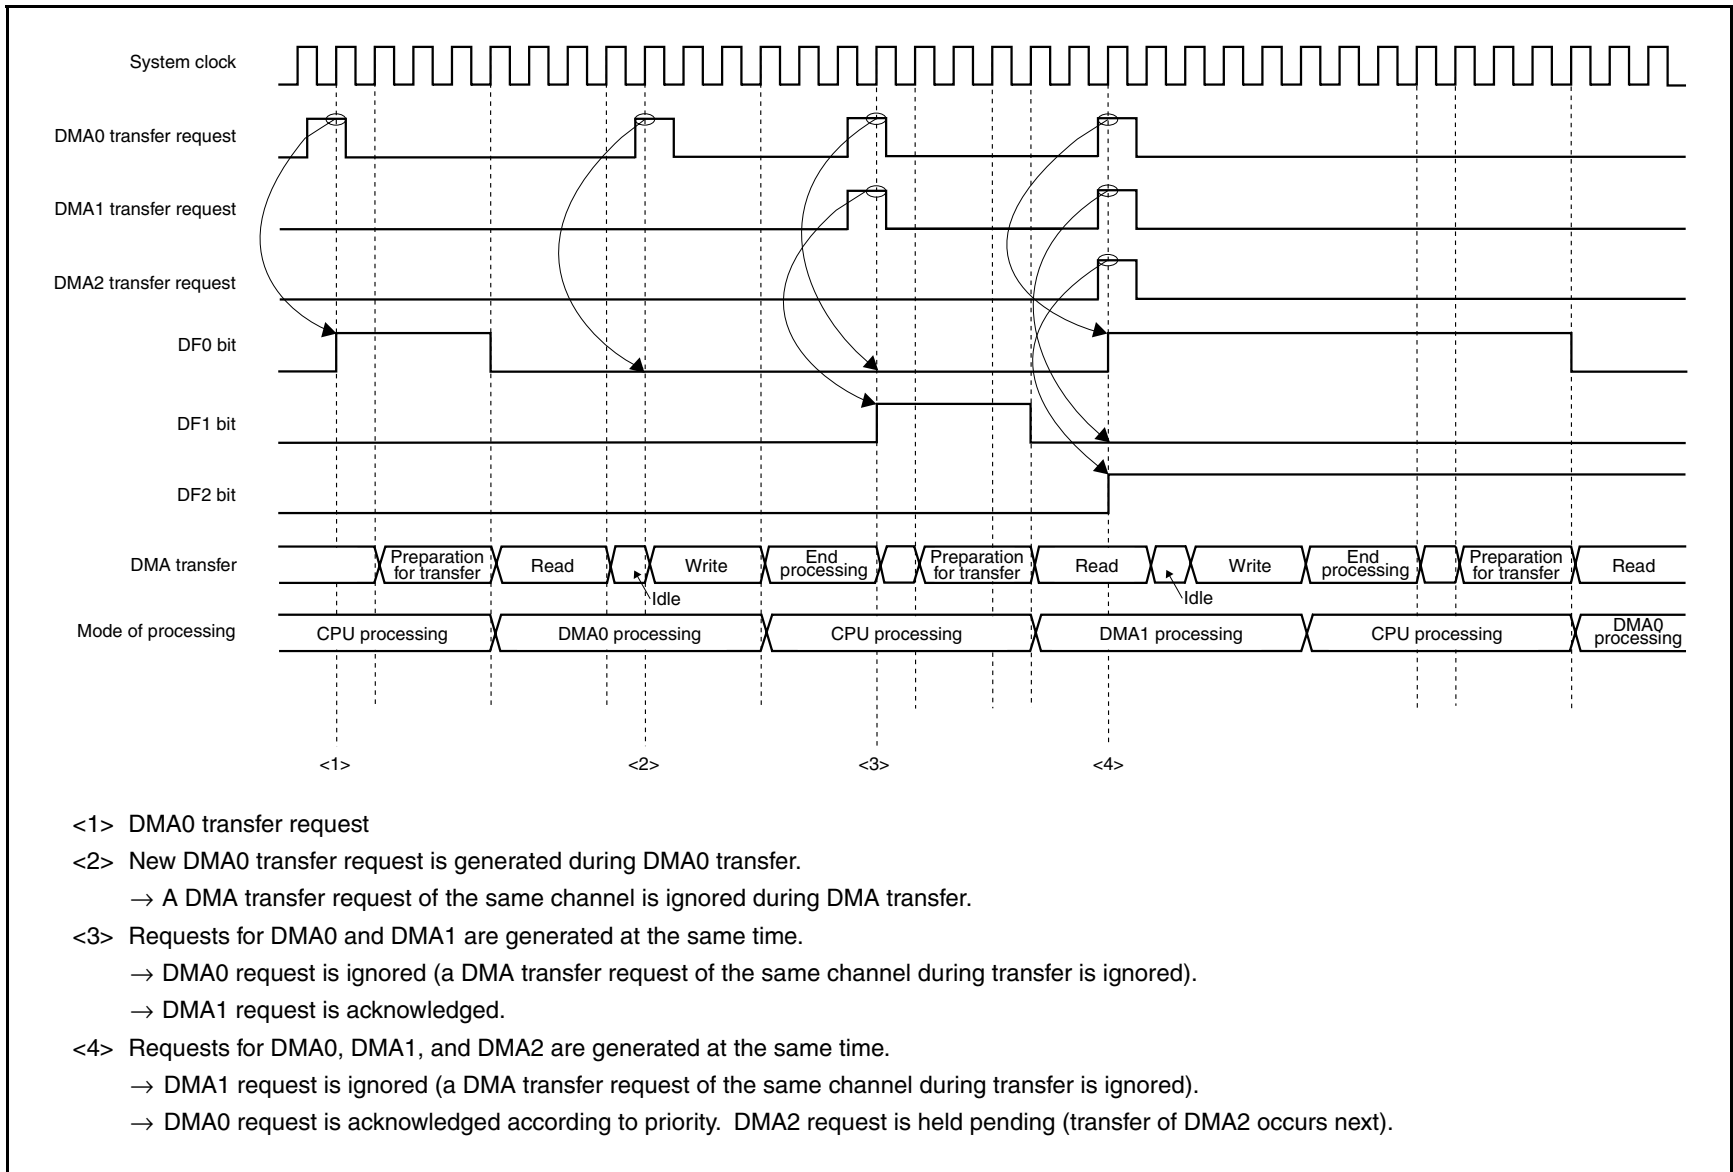 System clock
DMA0 transfer request
DMA1 transfer request
DMA2 transfer request
DF0 bit
DF1 bit
DF2 bit
DMA transfer
Preparation
for transfer
Read
Idle
Write
End
processing
Preparation
for transfer
Read
Idle
Write
End
processing
Preparation
for transfer
Read
Mode of processing
CPU processing
DMA0 processing
CPU processing
DMA1 processing
CPU processing
DMA0
processing
<1>
<2>
<3>
<4>
<1> DMA0 transfer request
<2> New DMA0 transfer request is generated during DMA0 transfer.
→ A DMA transfer request of the same channel is ignored during DMA transfer.
<3> Requests for DMA0 and DMA1 are generated at the same time.
→ DMA0 request is ignored (a DMA transfer request of the same channel during transfer is ignored).
→ DMA1 request is acknowledged.
<4> Requests for DMA0, DMA1, and DMA2 are generated at the same time.
→ DMA1 request is ignored (a DMA transfer request of the same channel during transfer is ignored).
→ DMA0 request is acknowledged according to priority. DMA2 request is held pending (transfer of DMA2 occurs next).